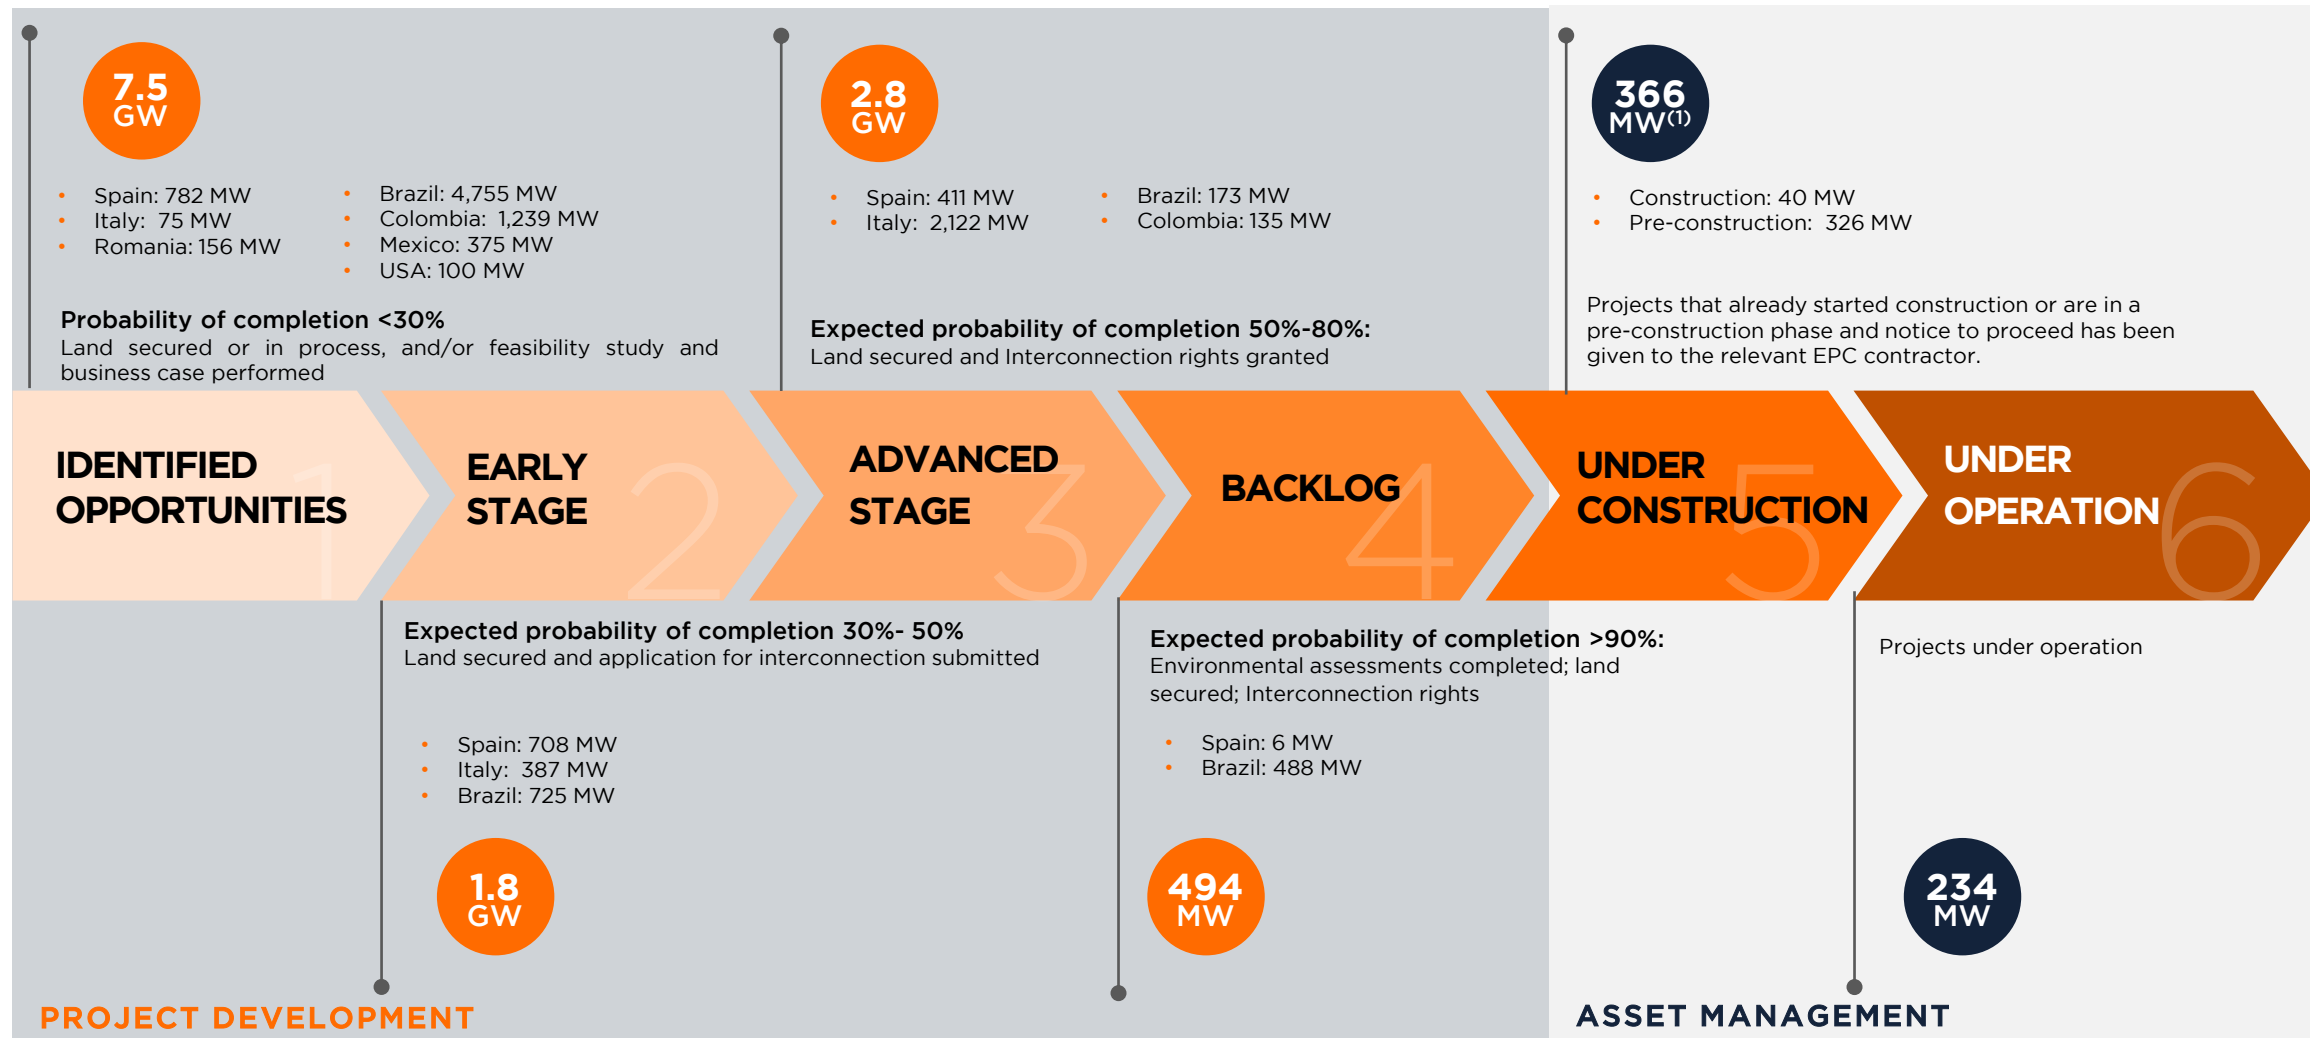 7.5
GW
Spain: 782 MW
Italy: 75 MW
Romania: 156 MW
Brazil: 4,755 MW
Colombia: 1,239 MW
Mexico: 375 MW
USA: 100 MW
Probability of completion <30%
Land secured or in process, and/or feasibility study and
business case performed
2.8
GW
Spain: 411 MW
Italy: 2,122 MW
Brazil: 173 MW
Colombia: 135 MW
Expected probability of completion 50%-80%:
Land secured and Interconnection rights granted
366
MW(1)
Construction: 40 MW
Pre-construction: 326 MW
Projects that already started construction or are in a
pre-construction phase and notice to proceed has been
given to the relevant EPC contractor.
IDENTIFIED
OPPORTUNITIES
1
EARLY
STAGE
2
ADVANCED
STAGE
3
BACKLOG
4
UNDER
CONSTRUCTION
5
UNDER
OPERATION
6
Expected probability of completion 30%- 50%
Land secured and application for interconnection submitted
Spain: 708 MW
Italy: 387 MW
Brazil: 725 MW
1.8
GW
Expected probability of completion >90%:
Environmental assessments completed; land
secured; Interconnection rights
Spain: 6 MW
Brazil: 488 MW
494
MW
Projects under operation
234
MW
PROJECT DEVELOPMENT
ASSET MANAGEMENT